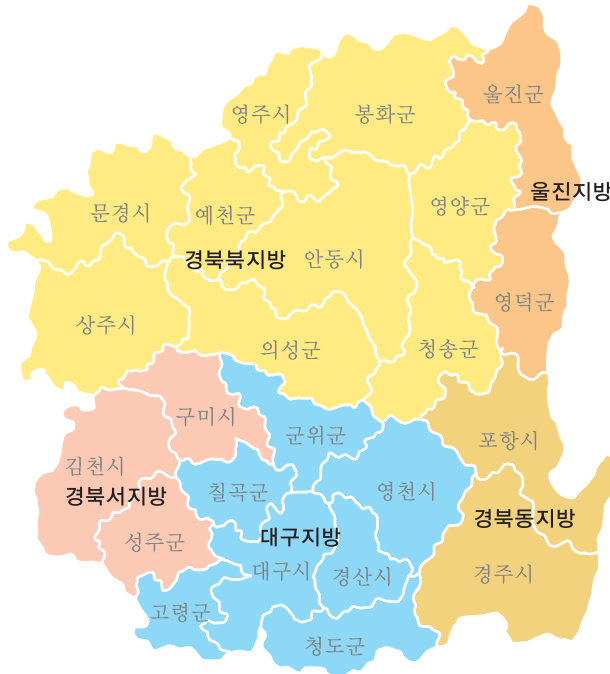 울진군
영주시
봉화군
울진지방
영양군
문경시
예천군
경북북지방
안동시
영덕군
상주시
의성군
청송군
구미시
군위군
포항시
김천시
경북서지방
칠곡군
영천시
경북동지방
성주군
대구지방
대구시
경산시
경주시
고령군
청도군